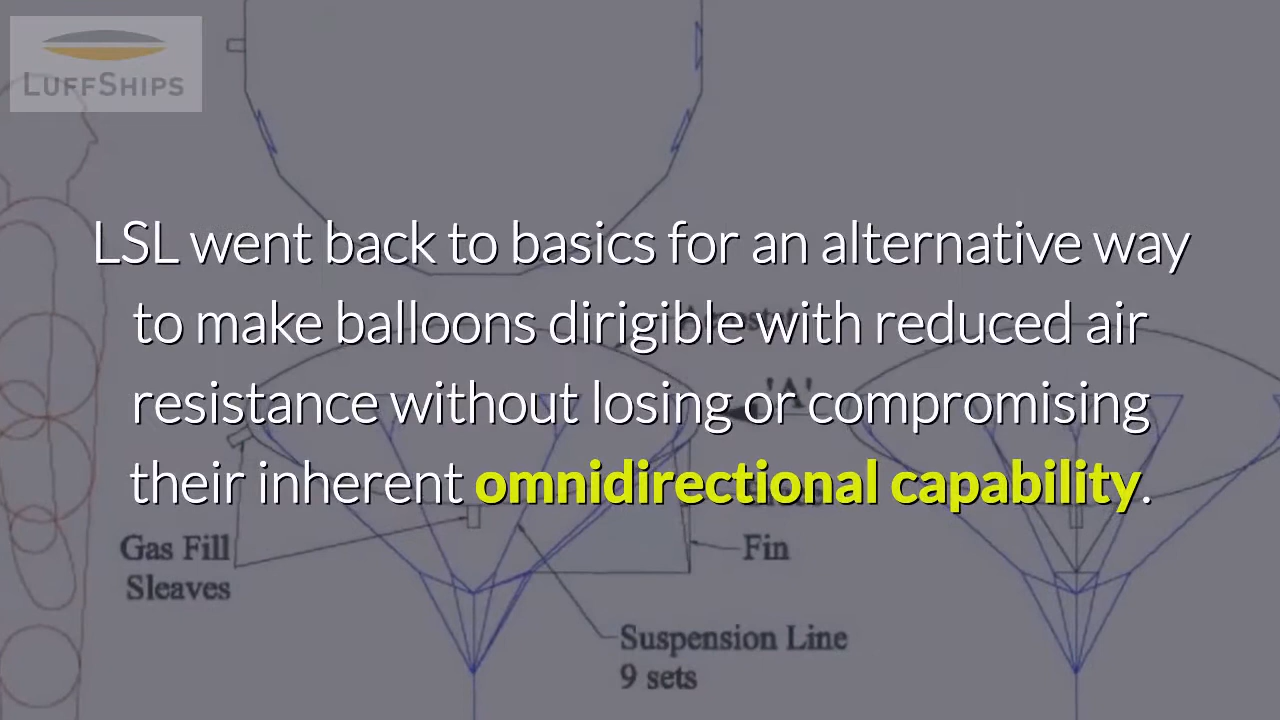 LUFFSHIPS
LSL went back to basics for an alternative way
to make balloons dirigible with reduced air
resistance without losing or compromising
their inherent omnidirectional capability.
'A'
Gas Fill
Sleaves
Fin
Suspension Line
9 sets